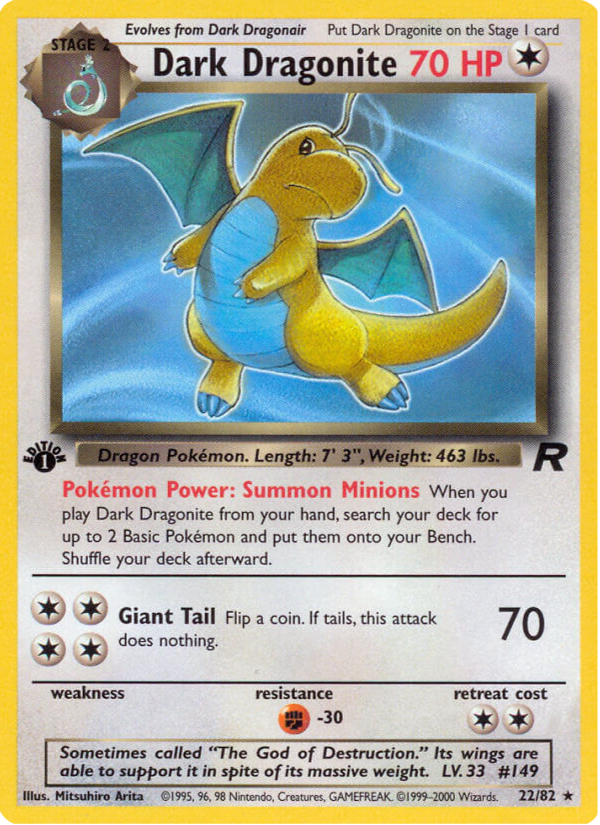 Evolves from Dark Dragonair Put Dark Dragonite on the Stage 1 card
STAGE 2
Dark Dragonite 70 HP
EDITION
1
Dragon Pokémon. Length: 7' 3", Weight: 463 lbs.
R
Pokémon Power: Summon Minions When you
play Dark Dragonite from your hand, search your deck for
up to 2 Basic Pokémon and put them onto your Bench.
Shuffle your deck afterward.
Giant Tail Flip a coin. If tails, this attack
does nothing.
70
weakness resistance retreat cost
-30
Sometimes called "The God of Destruction." Its wings are
able to support it in spite of its massive weight. LV. 33 #149
Illus. Mitsuhiro Arita ©1995, 96, 98 Nintendo, Creatures, GAMEFREAK. ©1999-2000 Wizards. 22/82 ★